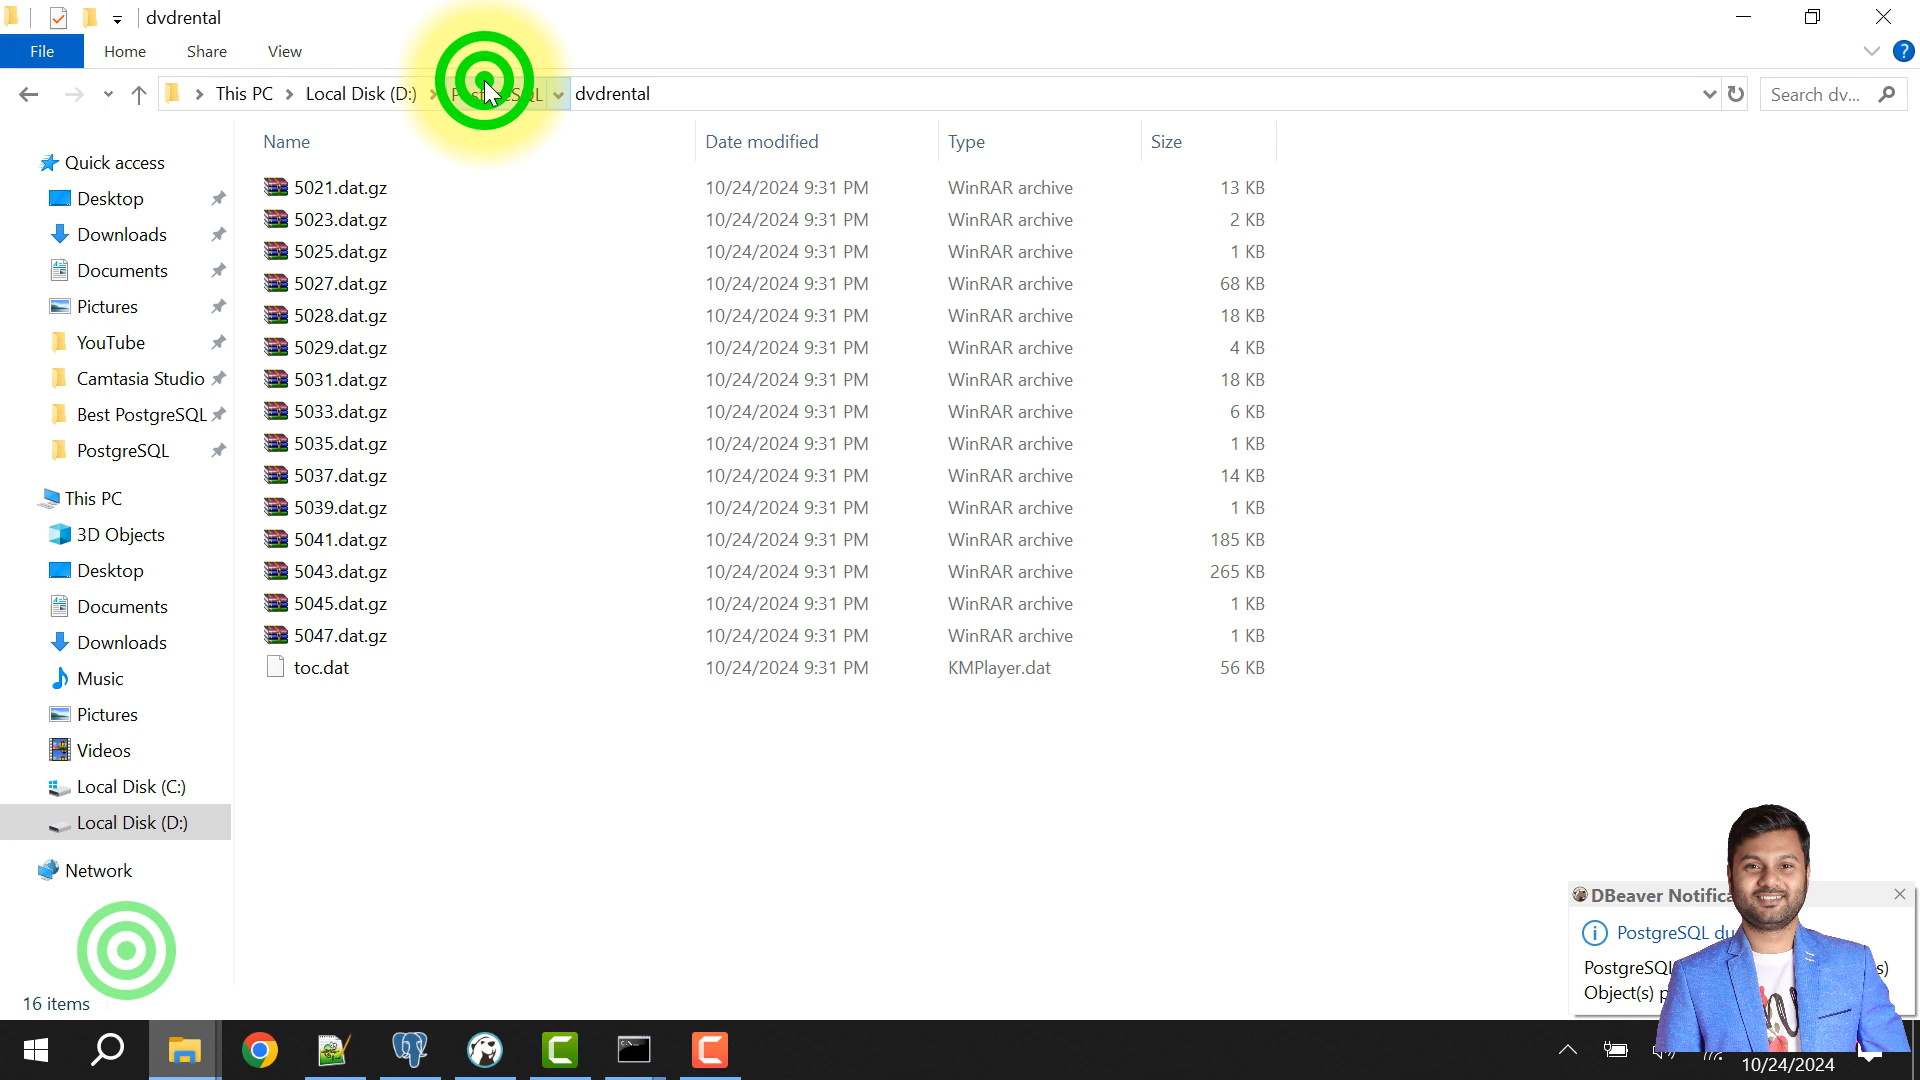 dvdrental
File Home Share View
This PC Local Disk (D:) dvdrental
Search dv...
Name Date modified Type Size
Quick access
Desktop
Downloads
Documents
Pictures
YouTube
Camtasia Studio
Best PostgreSQL
PostgreSQL
This PC
3D Objects
Desktop
Documents
Downloads
Music
Pictures
Videos
Local Disk (C:)
Local Disk (D:)
Network
5021.dat.gz 10/24/2024 9:31 PM WinRAR archive 13 KB
5023.dat.gz 10/24/2024 9:31 PM WinRAR archive 2 KB
5025.dat.gz 10/24/2024 9:31 PM WinRAR archive 1 KB
5027.dat.gz 10/24/2024 9:31 PM WinRAR archive 68 KB
5028.dat.gz 10/24/2024 9:31 PM WinRAR archive 18 KB
5029.dat.gz 10/24/2024 9:31 PM WinRAR archive 4 KB
5031.dat.gz 10/24/2024 9:31 PM WinRAR archive 18 KB
5033.dat.gz 10/24/2024 9:31 PM WinRAR archive 6 KB
5035.dat.gz 10/24/2024 9:31 PM WinRAR archive 1 KB
5037.dat.gz 10/24/2024 9:31 PM WinRAR archive 14 KB
5039.dat.gz 10/24/2024 9:31 PM WinRAR archive 1 KB
5041.dat.gz 10/24/2024 9:31 PM WinRAR archive 185 KB
5043.dat.gz 10/24/2024 9:31 PM WinRAR archive 265 KB
5045.dat.gz 10/24/2024 9:31 PM WinRAR archive 1 KB
5047.dat.gz 10/24/2024 9:31 PM WinRAR archive 1 KB
toc.dat 10/24/2024 9:31 PM KMPlayer.dat 56 KB
DBeaver
PostgreSQL
PostgreSQL
Object(s)
16 items
10/24/2024